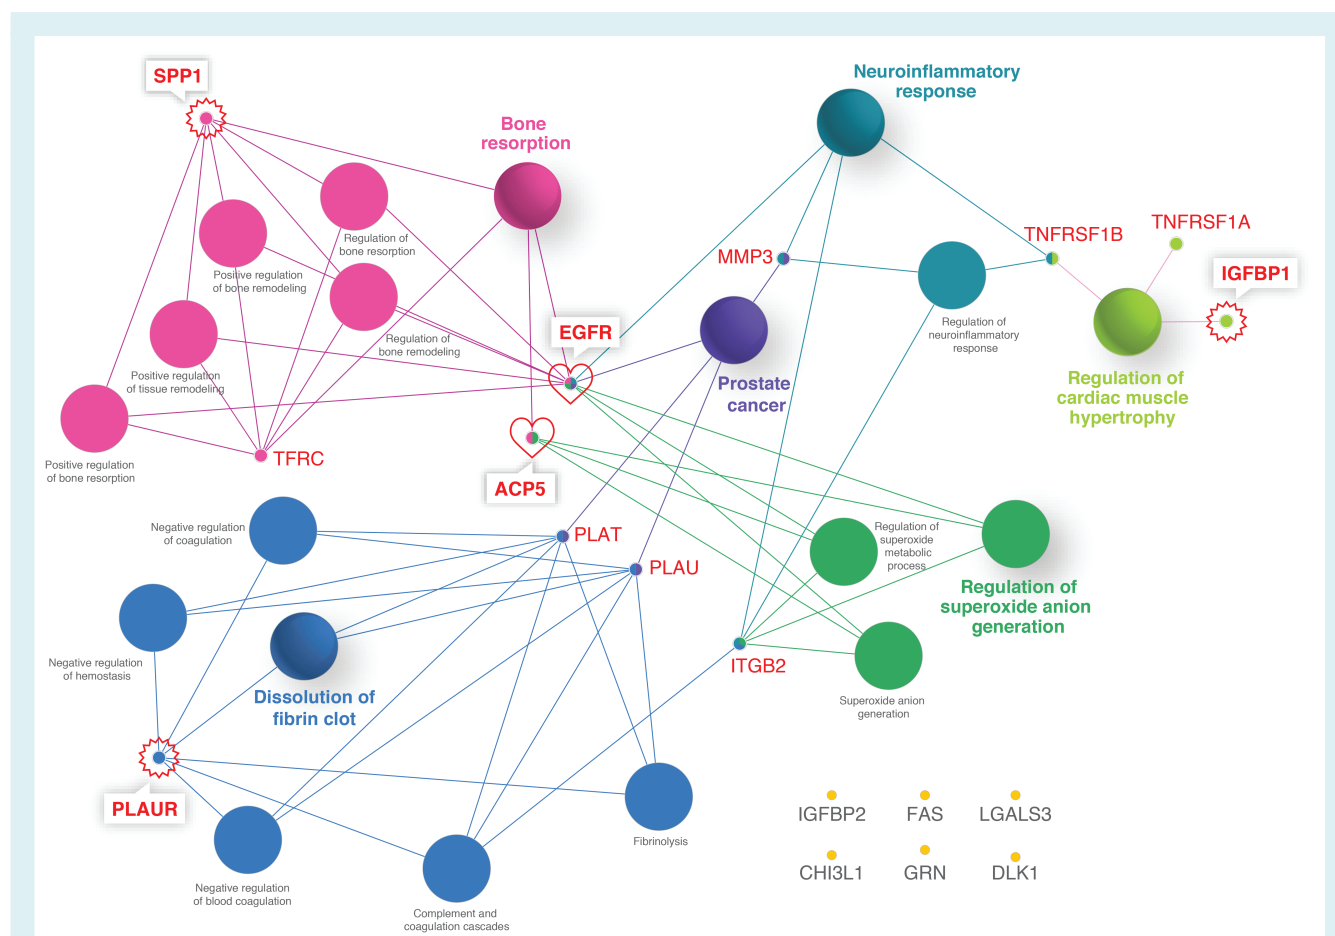 SPP1
Bone
resorption
Neuroinflammatory
response
Regulation of
bone resorption
Positive regulation
of bone remodeling
Regulation of
bone remodeling
Positive regulation
of tissue remodeling
Positive regulation
of bone resorption
TFRC
EGFR
ACP5
MMP3
Prostate
cancer
TNFRSF1B
TNFRSF1A
IGFBP1
Regulation of
neuroinflammatory
response
Regulation of
cardiac muscle
hypertrophy
Negative regulation
of coagulation
PLAT
PLAU
Regulation of
superoxide
metabolic
process
Regulation of
superoxide anion
generation
Negative regulation
of hemostasis
Dissolution of
fibrin clot
ITGB2
Superoxide anion
generation
PLAUR
Negative regulation
of blood coagulation
Complement and
coagulation cascades
Fibrinolysis
IGFBP2
FAS
LGALS3
CHI3L1
GRN
DLK1